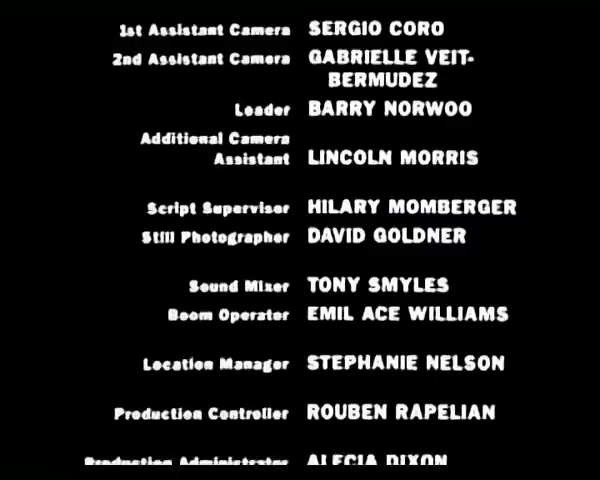 1st Assistant Camera SERGIO CORO
2nd Assistant Camera GABRIELLE VEIT-
BERMUDEZ
Loader BARRY NORWOO
Additional Camera
Assistant LINCOLN MORRIS
Script Supervisor HILARY MOMBERGER
Still Photographer DAVID GOLDNER
Sound Mixer TONY SMYLES
Boom Operator EMIL ACE WILLIAMS
Location Manager STEPHANIE NELSON
Production Controller ROUBEN RAPELIAN
Production Administrator ALECIA DIXON